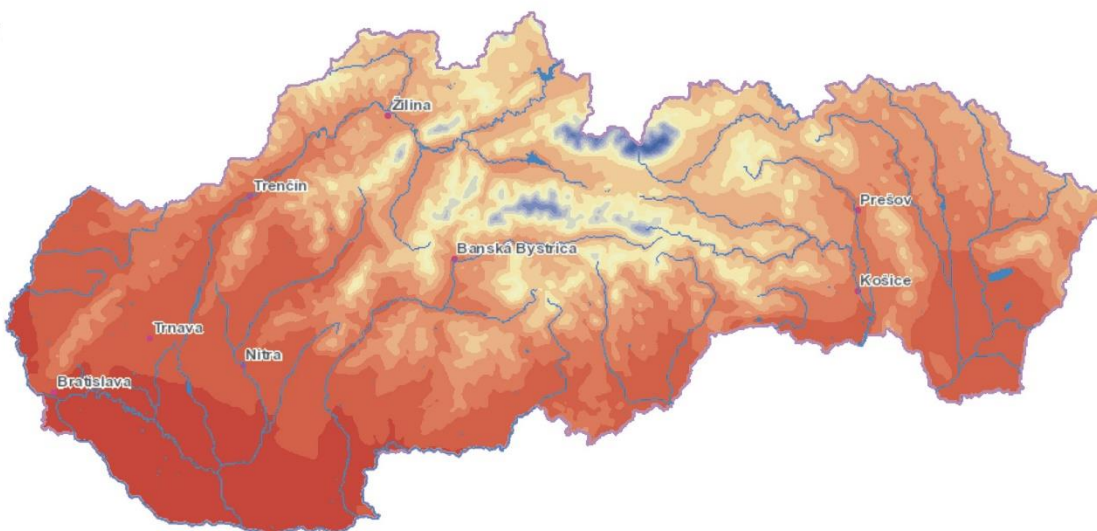 Žilina
Trenčín
Prešov
Banská Bystrica
Košice
Trnava
Nitra
Bratislava